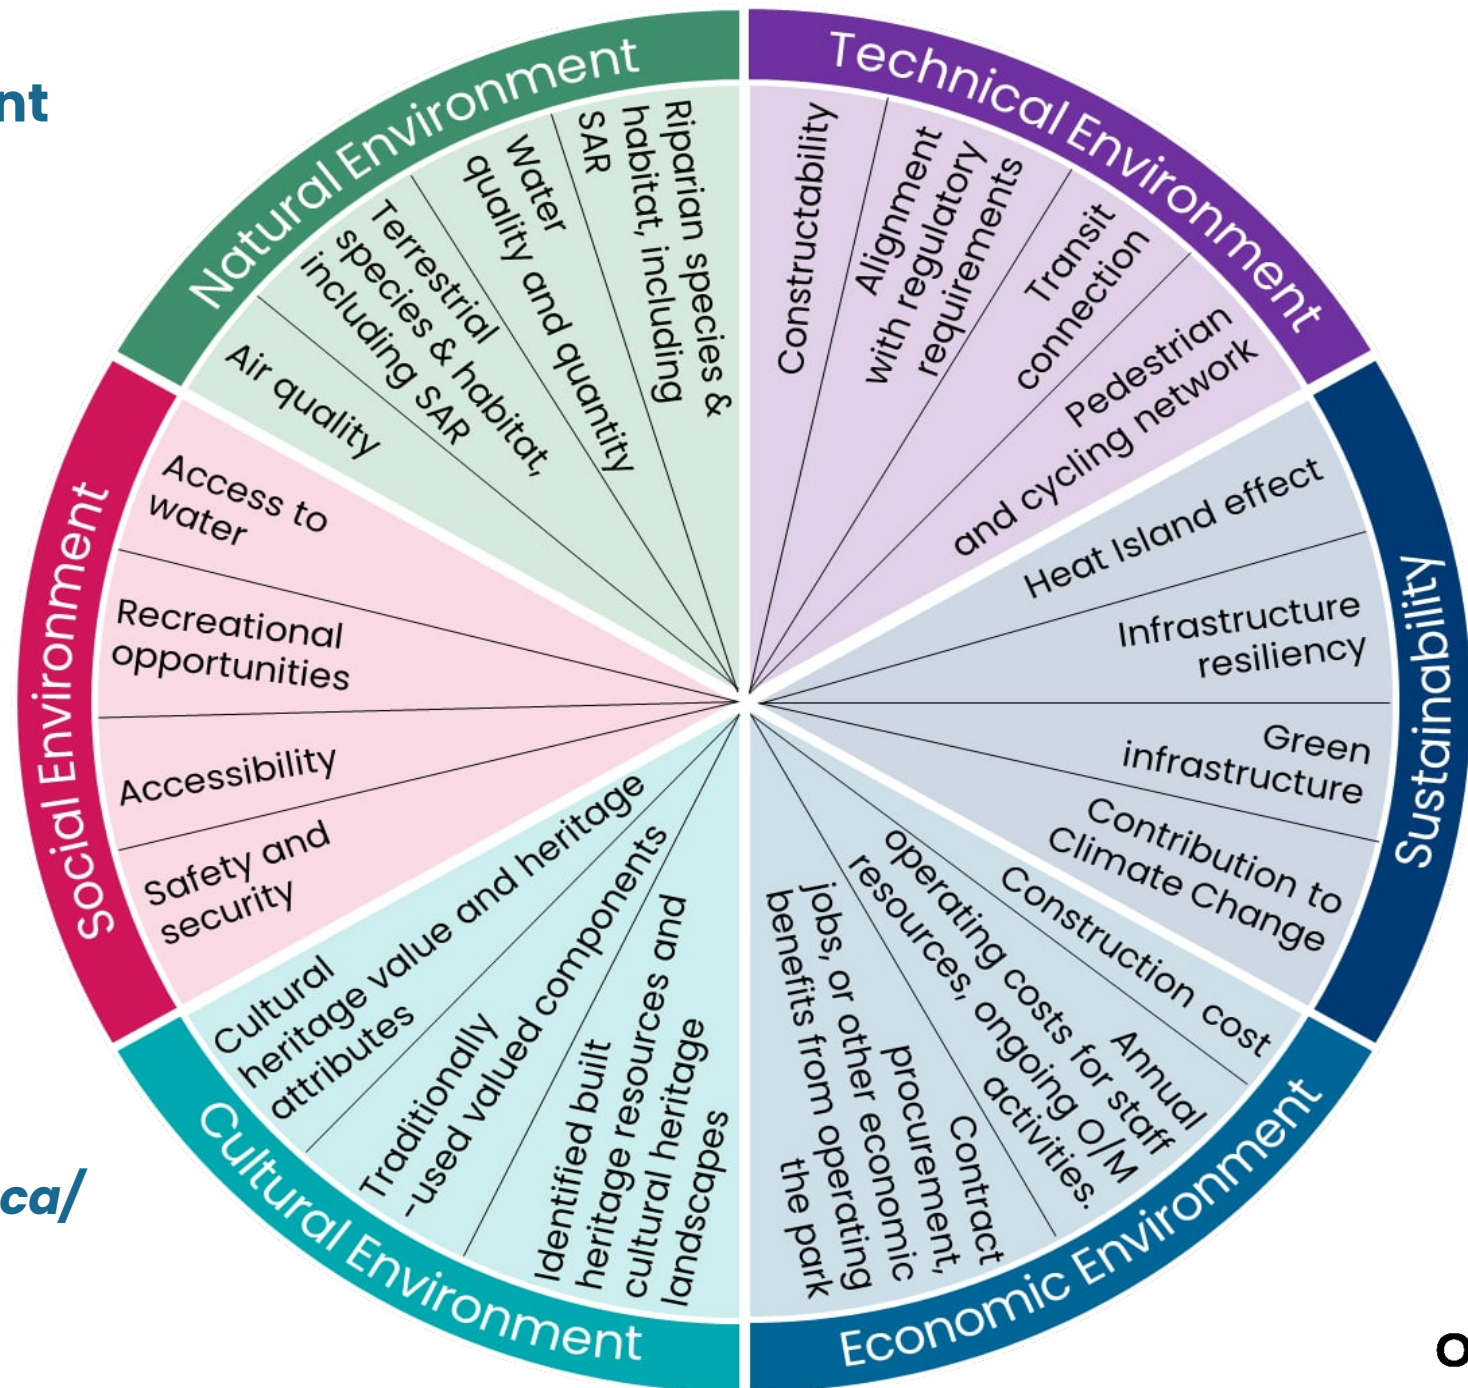 nt
Natural Environment
Riparian species &
habitat, including
SAR
Water
quality and quantity
Terrestrial
species & habitat,
including SAR
Air quality
Technical Environment
Constructability
Alignment
with regulatory
requirements
Transit
connection
Pedestrian
and cycling network
Sustainability
Heat Island effect
Infrastructure
resiliency
Green
infrastructure
Contribution to
Climate Change
Economic Environment
Construction cost
Annual
operating costs for staff
resources, ongoing O/M
activities.
Contract
procurement,
jobs, or other economic
benefits from operating
the park
Cultural Environment
Identified built
heritage resources and
cultural heritage
landscapes
Traditionally
-used valued components
Cultural
heritage value and heritage
attributes
Social Environment
Access to
water
Recreational
opportunities
Accessibility
Safety and
security
ca/
O